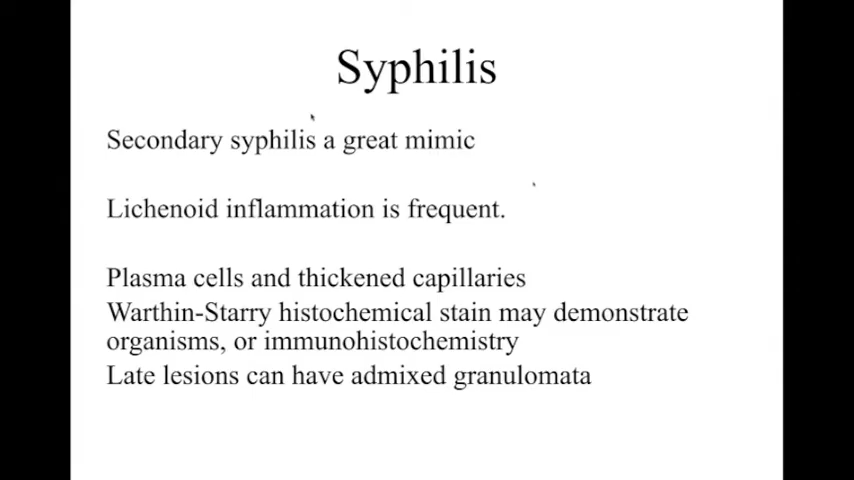 Syphilis
Secondary syphilis a great mimic
Lichenoid inflammation is frequent.
Plasma cells and thickened capillaries
Warthin-Starry histochemical stain may demonstrate
organisms, or immunohistochemistry
Late lesions can have admixed granulomata